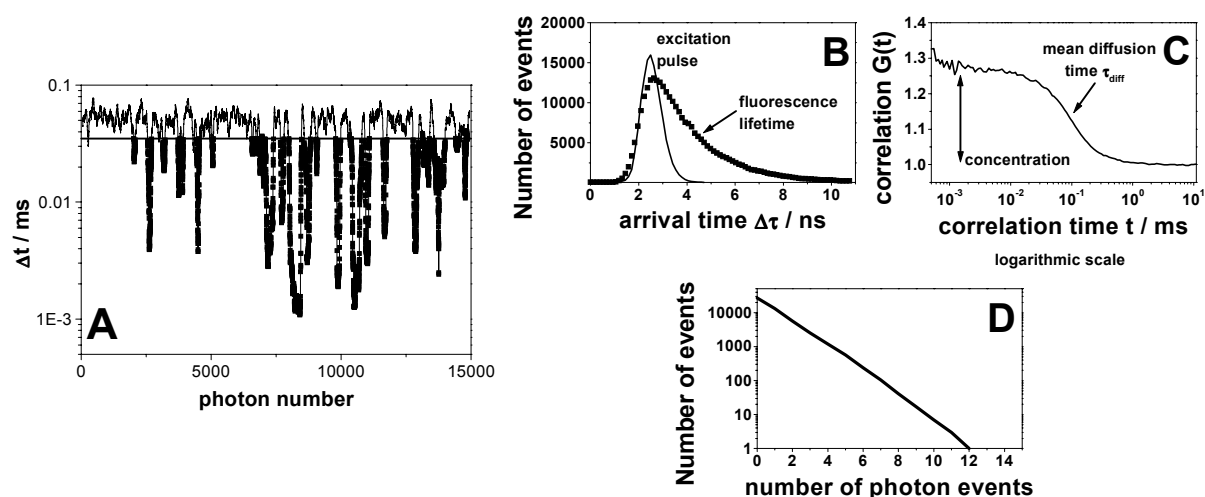 0.1
0.01
1E-3
Δt / ms
A
0
5000
10000
15000
photon number
20000
15000
10000
5000
0
Number of events
excitation
pulse
fluorescence
lifetime
B
0
2
4
6
8
10
arrival time Δτ / ns
1.4
1.3
1.2
1.1
1.0
correlation G(t)
mean diffusion
time τdiff
C
concentration
10-3
10-2
10-1
100
101
correlation time t / ms
logarithmic scale
10000
1000
100
10
1
Number of events
D
0
2
4
6
8
10
12
14
number of photon events